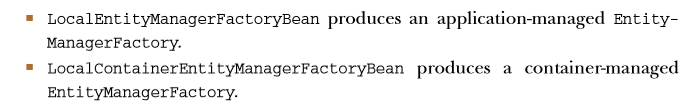 ▪ LocalEntityManagerFactoryBean produces an application-managed Entity-
ManagerFactory.
▪ LocalContainerEntityManagerFactoryBean produces a container-managed
EntityManagerFactory.